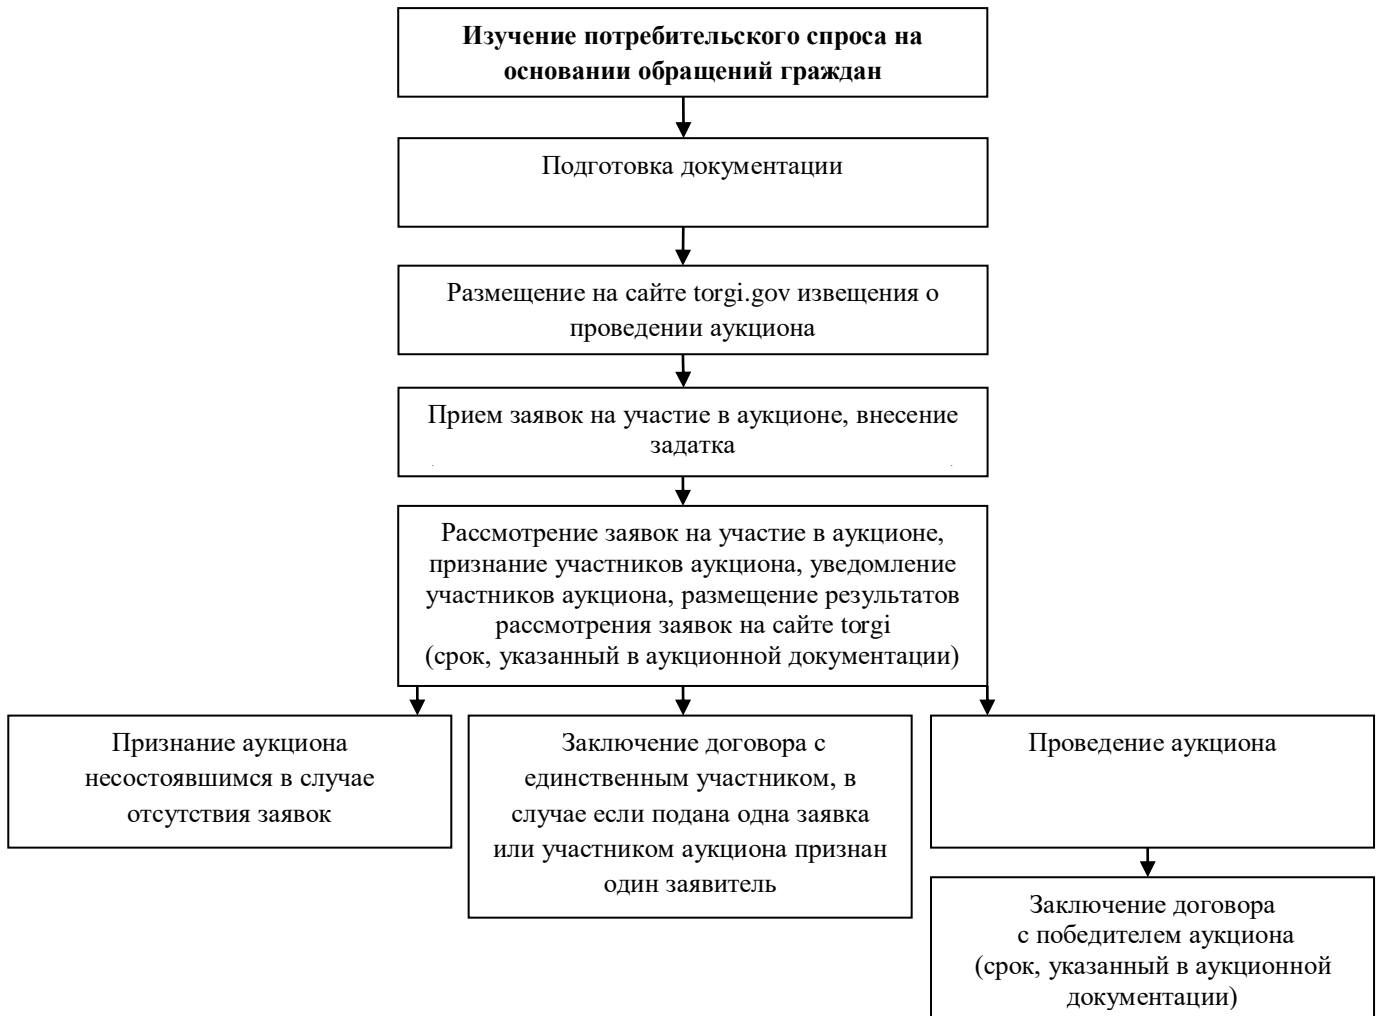 Изучение потребительского спроса на
основании обращений граждан
Подготовка документации
Размещение на сайте torgi.gov извещения о
проведении аукциона
Прием заявок на участие в аукционе, внесение
задатка
Рассмотрение заявок на участие в аукционе,
признание участников аукциона, уведомление
участников аукциона, размещение результатов
рассмотрения заявок на сайте torgi
(срок, указанный в аукционной документации)
Признание аукциона
несостоявшимся в случае
отсутствия заявок
Заключение договора с
единственным участником, в
случае если подана одна заявка
или участником аукциона признан
один заявитель
Проведение аукциона
Заключение договора
с победителем аукциона
(срок, указанный в аукционной
документации)